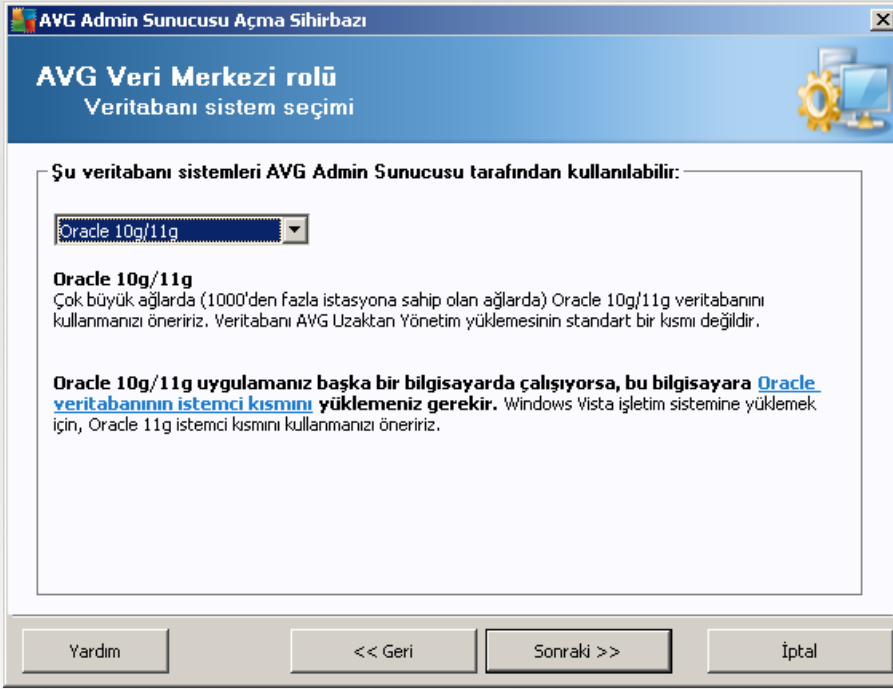 AVG Admin Sunucusu Açma Sihirbazı
AVG Veri Merkezi rolü
Veritabanı sistem seçimi
Şu veritabanı sistemleri AVG Admin Sunucusu tarafından kullanılabilir:
Oracle 10g/11g
Oracle 10g/11g
Çok büyük ağlarda (1000'den fazla istasyona sahip olan ağlarda) Oracle 10g/11g veritabanını
kullanmanızı öneririz. Veritabanı AVG Uzaktan Yönetim yüklemesinin standart bir kısmı değildir.
Oracle 10g/11g uygulamanız başka bir bilgisayarda çalışıyorsa, bu bilgisayara Oracle
veritabanının istemci kısmını yüklemeniz gerekir. Windows Vista işletim sistemine yüklemek
için, Oracle 11g istemci kısmını kullanmanızı öneririz.
Yardım << Geri Sonraki >> İptal